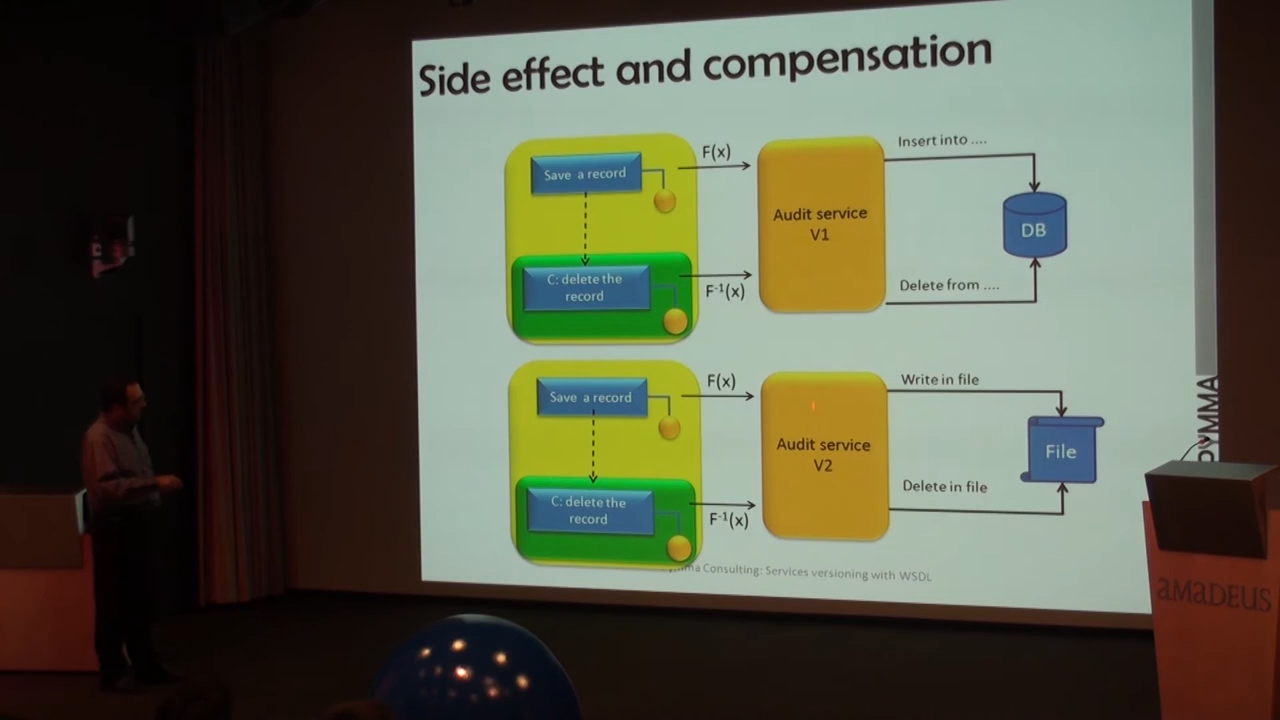 Side effect and compensation
Save a record
F(x)
Audit service
V1
Insert into ....
DB
C: delete the
record
F⁻¹(x)
Delete from ....
Save a record
F(x)
Audit service
V2
Write in file
File
C: delete the
record
F⁻¹(x)
Delete in file
Consulting: Services versioning with WSDL
PYMMA
aMaDEUS